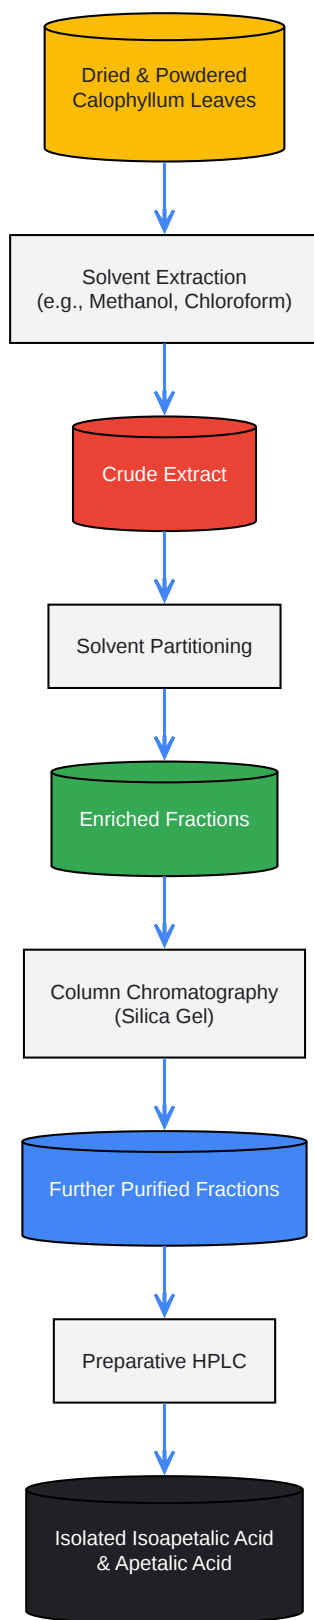 Dried & Powdered
Calophyllum Leaves
Solvent Extraction
(e.g., Methanol, Chloroform)
Crude Extract
Solvent Partitioning
Enriched Fractions
Column Chromatography
(Silica Gel)
Further Purified Fractions
Preparative HPLC
Isolated Isoapetalic Acid
& Apetalic Acid